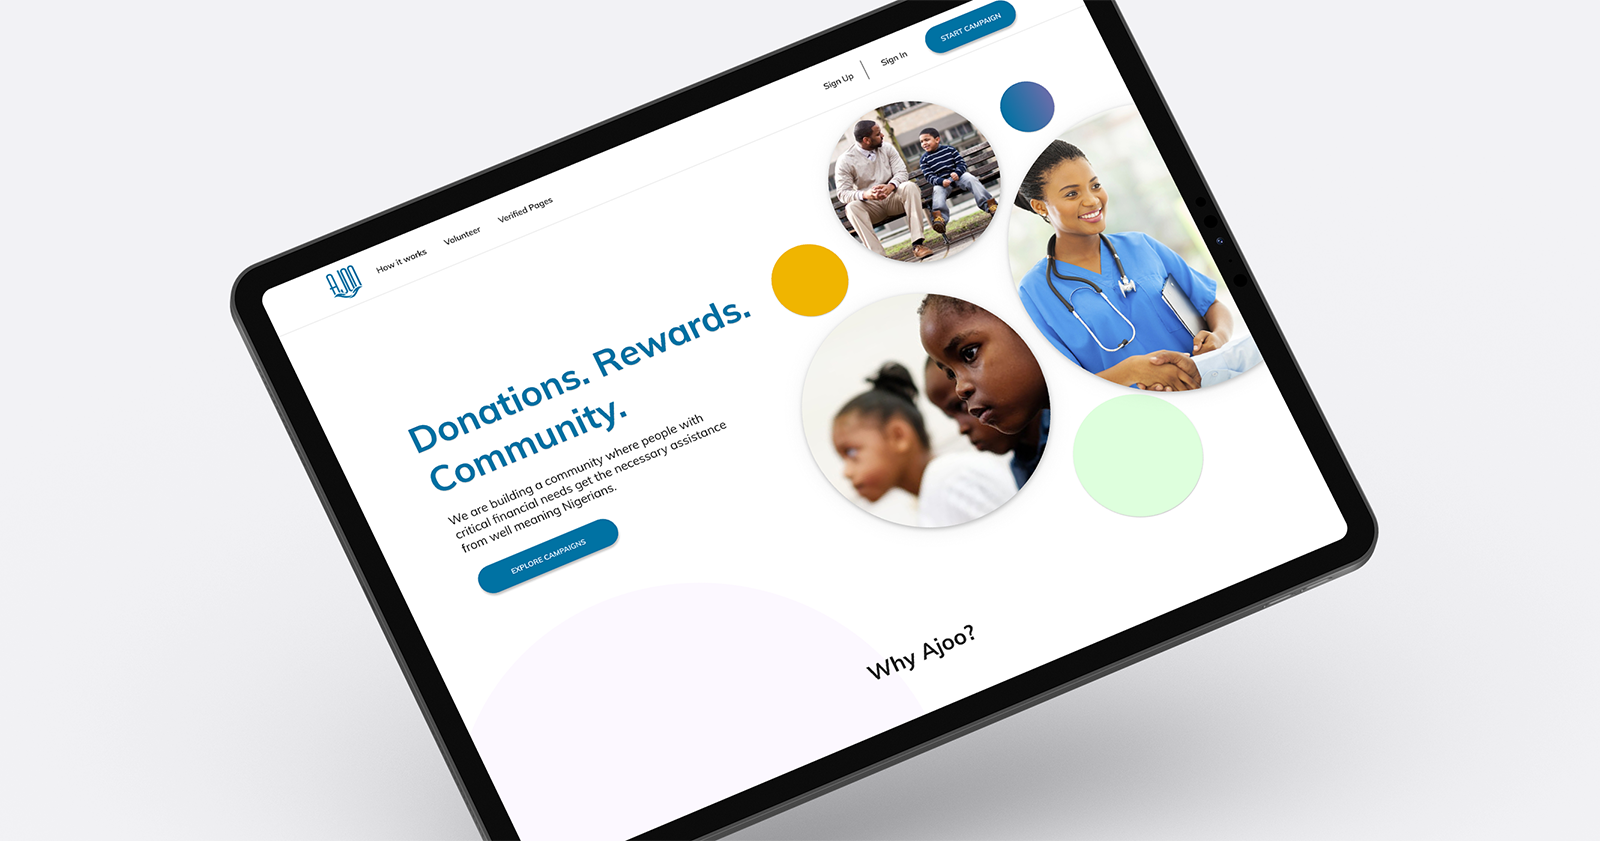 AJOO
How it works
Volunteer
Verified Pages
Sign Up
Sign In
START CAMPAIGN
Donations. Rewards.
Community.
We are building a community where people with
critical financial needs get the necessary assistance
from well meaning Nigerians.
EXPLORE CAMPAIGNS
Why Ajoo?